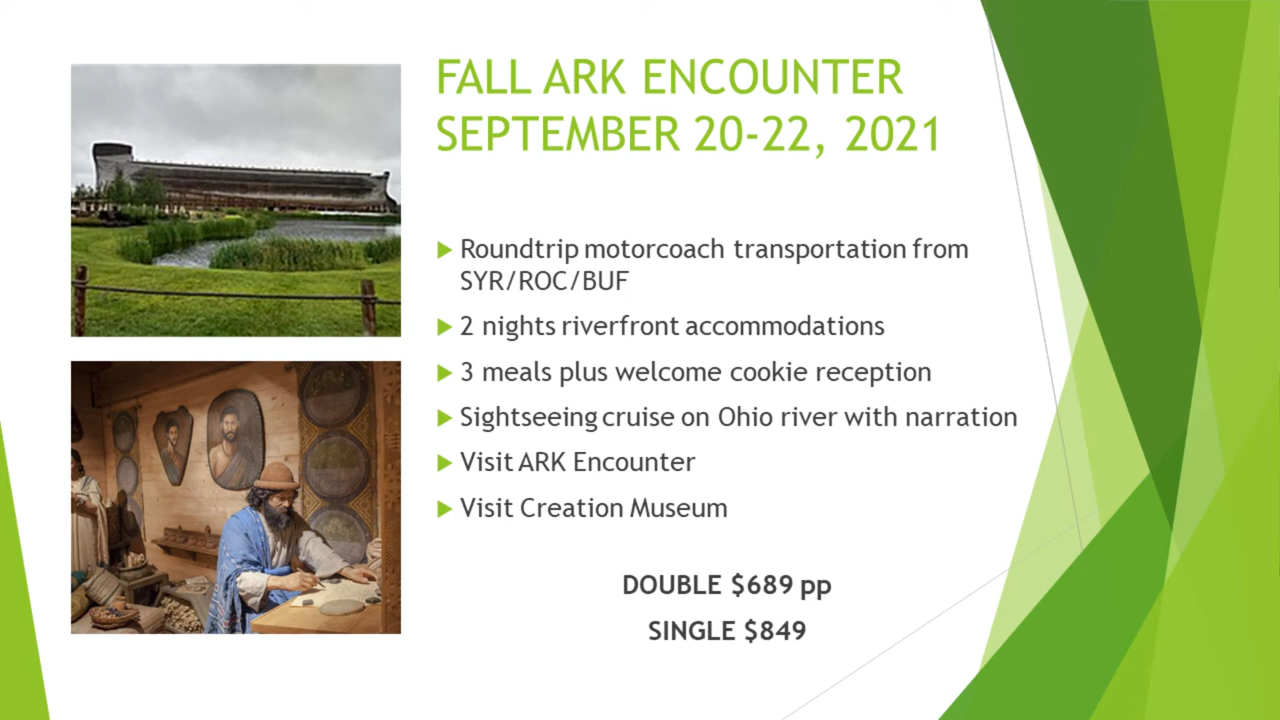 FALL ARK ENCOUNTER
SEPTEMBER 20-22, 2021
Roundtrip motorcoach transportation from
SYR/ROC/BUF
2 nights riverfront accommodations
3 meals plus welcome cookie reception
Sightseeing cruise on Ohio river with narration
Visit ARK Encounter
Visit Creation Museum
DOUBLE $689 pp
SINGLE $849